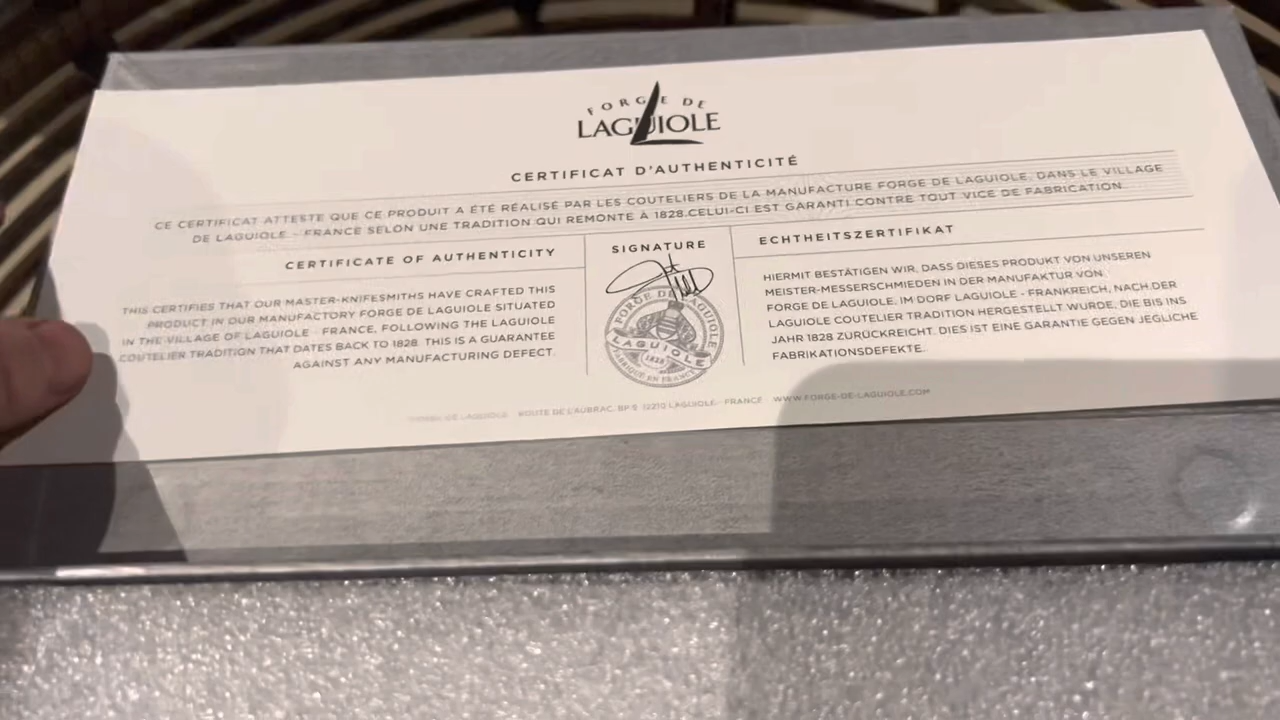 FORGE DE
LAGUIOLE
CERTIFICAT D'AUTHENTICITÉ
CE CERTIFICAT ATTESTE QUE CE PRODUIT A ÉTÉ RÉALISÉ PAR LES COUTELIERS DE LA MANUFACTURE FORGE DE LAGUIOLE, DANS LE VILLAGE
DE LAGUIOLE - FRANCE SELON UNE TRADITION QUI REMONTE À 1828.CELUI-CI EST GARANTI CONTRE TOUT VICE DE FABRICATION.
CERTIFICATE OF AUTHENTICITY
THIS CERTIFIES THAT OUR MASTER-KNIFESMITHS HAVE CRAFTED THIS
PRODUCT IN OUR MANUFACTORY FORGE DE LAGUIOLE SITUATED
IN THE VILLAGE OF LAGUIOLE - FRANCE, FOLLOWING THE LAGUIOLE
COUTELIER TRADITION THAT DATES BACK TO 1828. THIS IS A GUARANTEE
AGAINST ANY MANUFACTURING DEFECT.
SIGNATURE
FORGE DE LAGUIOLE
LAGUIOLE
1828
FABRIQUÉ EN FRANCE
ECHTHEITSZERTIFIKAT
HIERMIT BESTÄTIGEN WIR, DASS DIESES PRODUKT VON UNSEREN
MEISTER-MESSERSCHMIEDEN IN DER MANUFAKTUR VON
FORGE DE LAGUIOLE, IM DORF LAGUIOLE - FRANKREICH, NACH DER
LAGUIOLE COUTELIER TRADITION HERGESTELLT WURDE, DIE BIS INS
JAHR 1828 ZURÜCKREICHT. DIES IST EINE GARANTIE GEGEN JEGLICHE
FABRIKATIONSDEFEKTE.
FORGE DE LAGUIOLE ROUTE DE L'AUBRAC, BP 9 12210 LAGUIOLE - FRANCE WWW.FORGE-DE-LAGUIOLE.COM